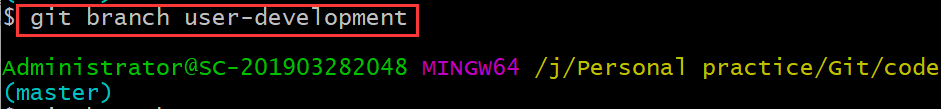 $ git branch user-development
Administrator@SC-201903282048 MINGW64 /j/Personal practice/Git/code
(master)